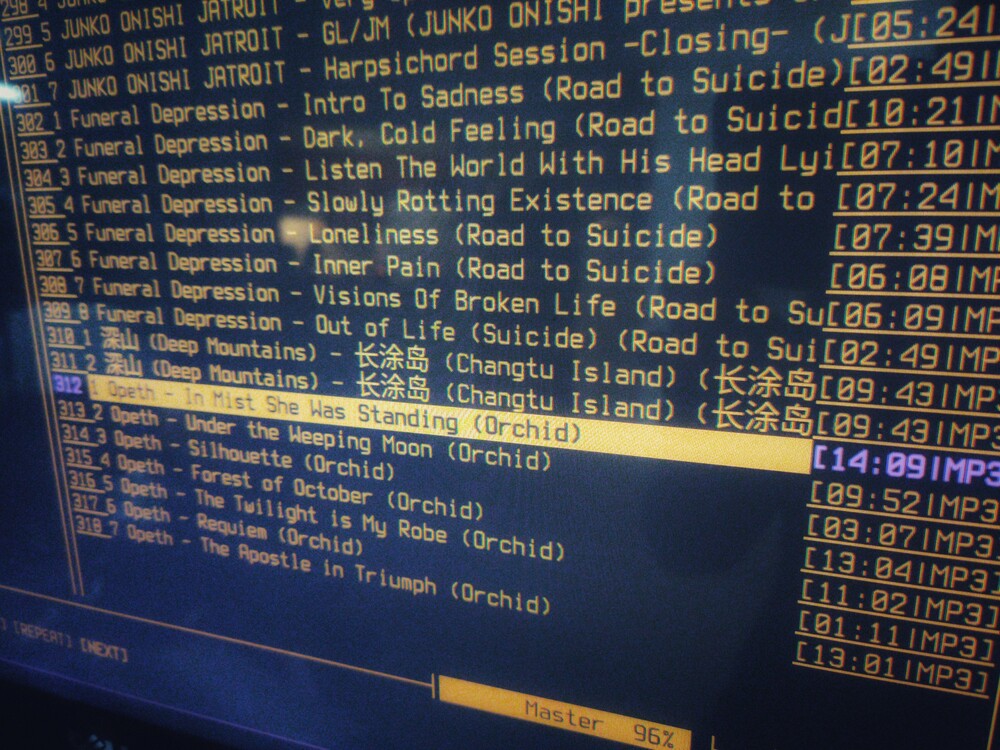 298 4 JUNKO
299 5 JUNKO ONISHI JATROIT - GL/JM (JUNKO ONISHI presents [05:24|
300 6 JUNKO ONISHI JATROIT - Harpsichord Session -Closing- (J[02:49|M
301 7 JUNKO ONISHI JATROIT -
302 1 Funeral Depression - Intro To Sadness (Road to Suicide)[02:49|M
303 2 Funeral Depression - Dark, Cold Feeling (Road to Suicid[10:21|M
304 3 Funeral Depression - Listen The World With His Head Lyi[07:10|M
305 4 Funeral Depression - Slowly Rotting Existence (Road to [07:24|M
306 5 Funeral Depression - Loneliness (Road to Suicide) [07:39|M
307 6 Funeral Depression - Inner Pain (Road to Suicide) [06:08|MP
308 7 Funeral Depression - Visions Of Broken Life (Road to Su[06:09|MP
309 8 Funeral Depression - Out of Life (Suicide) (Road to Sui[02:49|MP
310 1 深山 (Deep Mountains) - 长涂岛 (Changtu Island) (长涂岛[09:43|MP
311 2 深山 (Deep Mountains) - 长涂岛 (Changtu Island) (长涂岛[09:43|MP3
312 1 Opeth - In Mist She Was Standing (Orchid) [14:09|MP3
313 2 Opeth - Under the Weeping Moon (Orchid) [09:52|MP3
314 3 Opeth - Silhouette (Orchid) [03:07|MP3
315 4 Opeth - Forest of October (Orchid) [13:04|MP3]
316 5 Opeth - The Twilight is My Robe (Orchid) [11:02|MP3]
317 6 Opeth - Requiem (Orchid) [01:11|MP3]
318 7 Opeth - The Apostle in Triumph (Orchid) [13:01|MP3]
] [REPEAT] [NEXT]
Master 96%